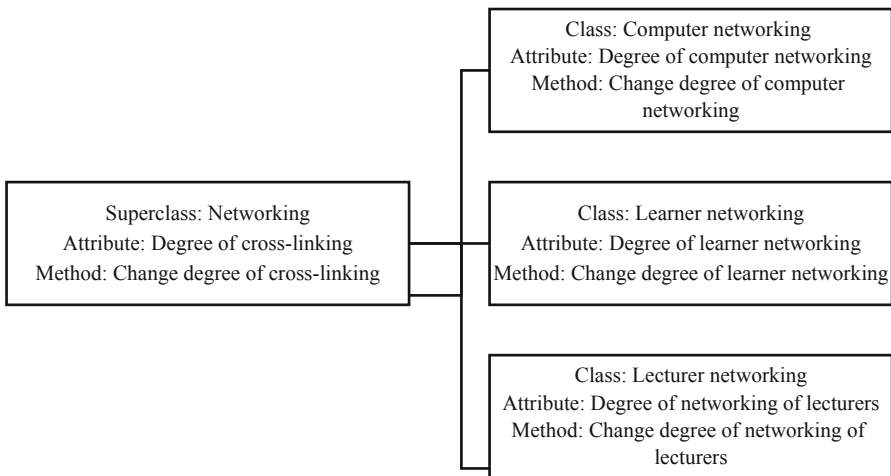 Class: Computer networking
Attribute: Degree of computer networking
Method: Change degree of computer
networking
Superclass: Networking
Attribute: Degree of cross-linking
Method: Change degree of cross-linking
Class: Learner networking
Attribute: Degree of learner networking
Method: Change degree of learner networking
Class: Lecturer networking
Attribute: Degree of networking of lecturers
Method: Change degree of networking of
lecturers